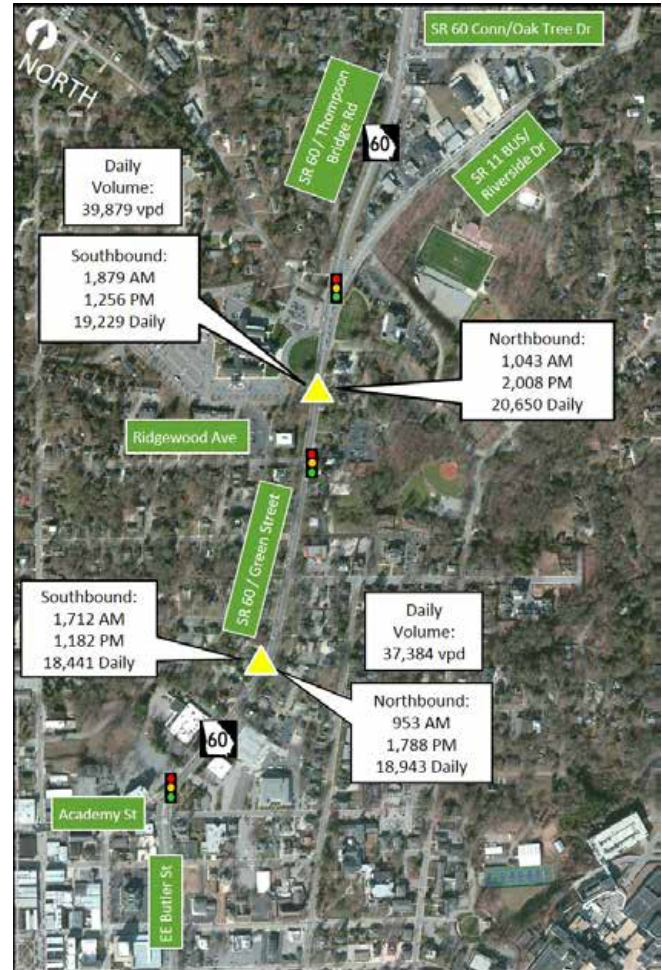 NORTH
SR 60 Conn/Oak Tree Dr
SR 60 / Thompson
Bridge Rd
60
SR 11 BUS/
Riverside Dr
Daily
Volume:
39,879 vpd
Southbound:
1,879 AM
1,256 PM
19,229 Daily
Northbound:
1,043 AM
2,008 PM
20,650 Daily
Ridgewood Ave
SR 60 / Green Street
Southbound:
1,712 AM
1,182 PM
18,441 Daily
Daily
Volume:
37,384 vpd
Northbound:
953 AM
1,788 PM
18,943 Daily
60
Academy St
EE Butler St